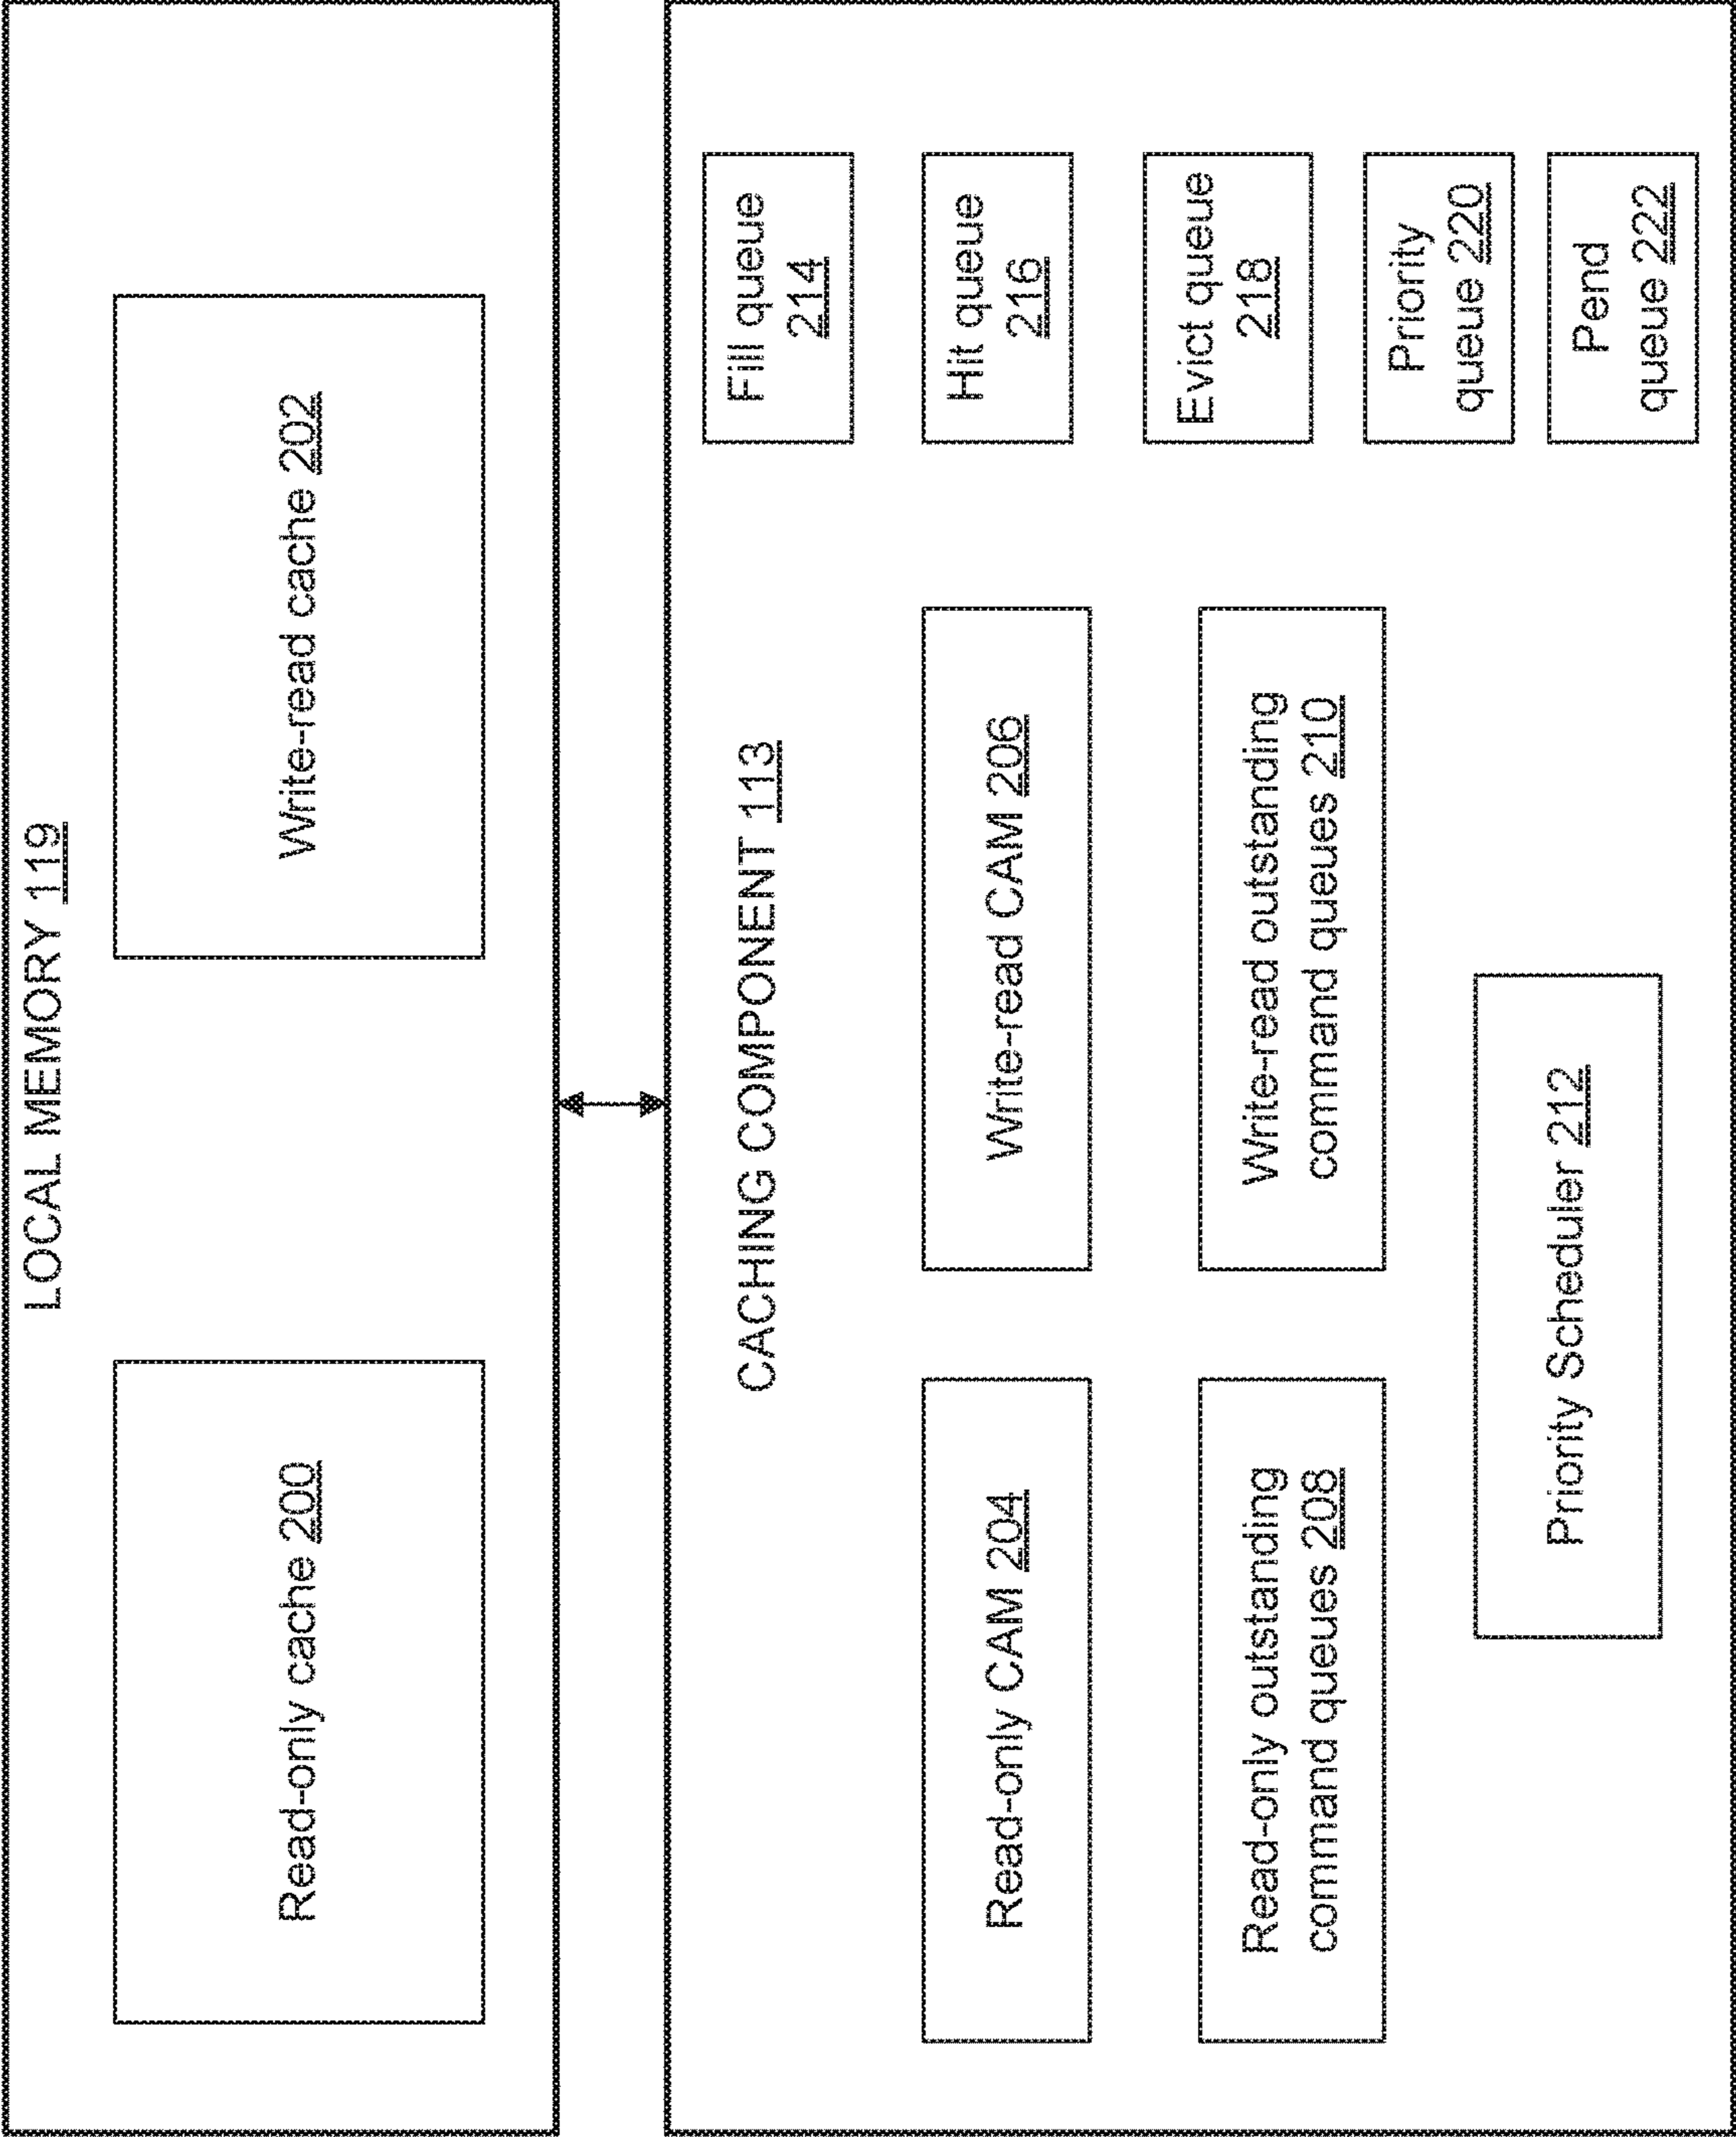 LOCAL MEMORY 119
Read-only cache 200
Write-read cache 202
CACHING COMPONENT 113
Fill queue
214
Read-only CAM 204
Write-read CAM 206
Hit queue
216
Read-only outstanding
command queues 208
Write-read outstanding
command queues 210
Evict queue
218
Priority Scheduler 212
Priority
queue 220
Pend
queue 222